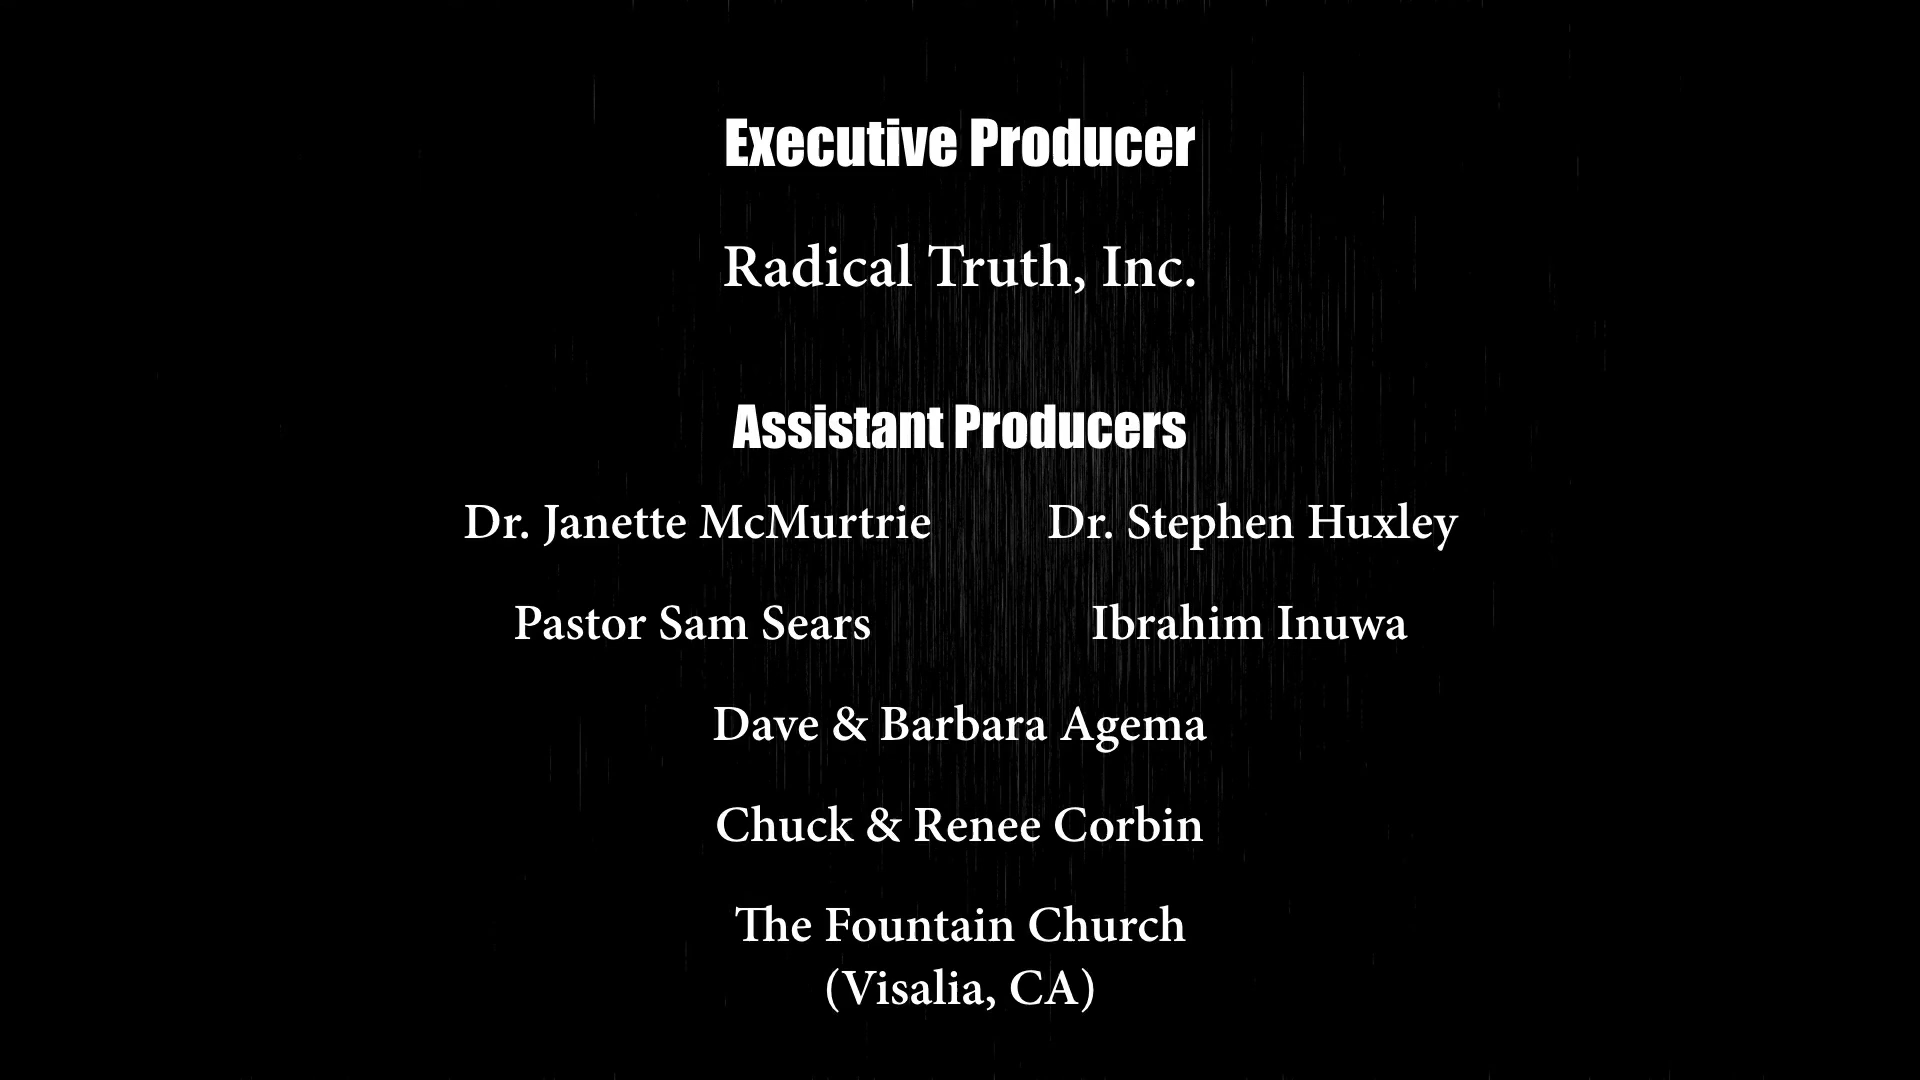 Executive Producer
Radical Truth, Inc.
Assistant Producers
Dr. Janette McMurtrie Dr. Stephen Huxley
Pastor Sam Sears Ibrahim Inuwa
Dave & Barbara Agema
Chuck & Renee Corbin
The Fountain Church
(Visalia, CA)